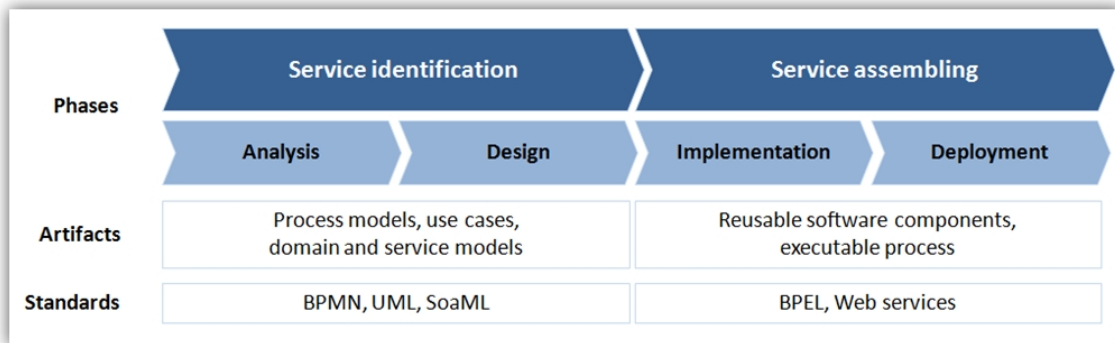 Phases
Service identification
Service assembling
Analysis
Design
Implementation
Deployment
Artifacts
Process models, use cases,
domain and service models
Reusable software components,
executable process
Standards
BPMN, UML, SoaML
BPEL, Web services